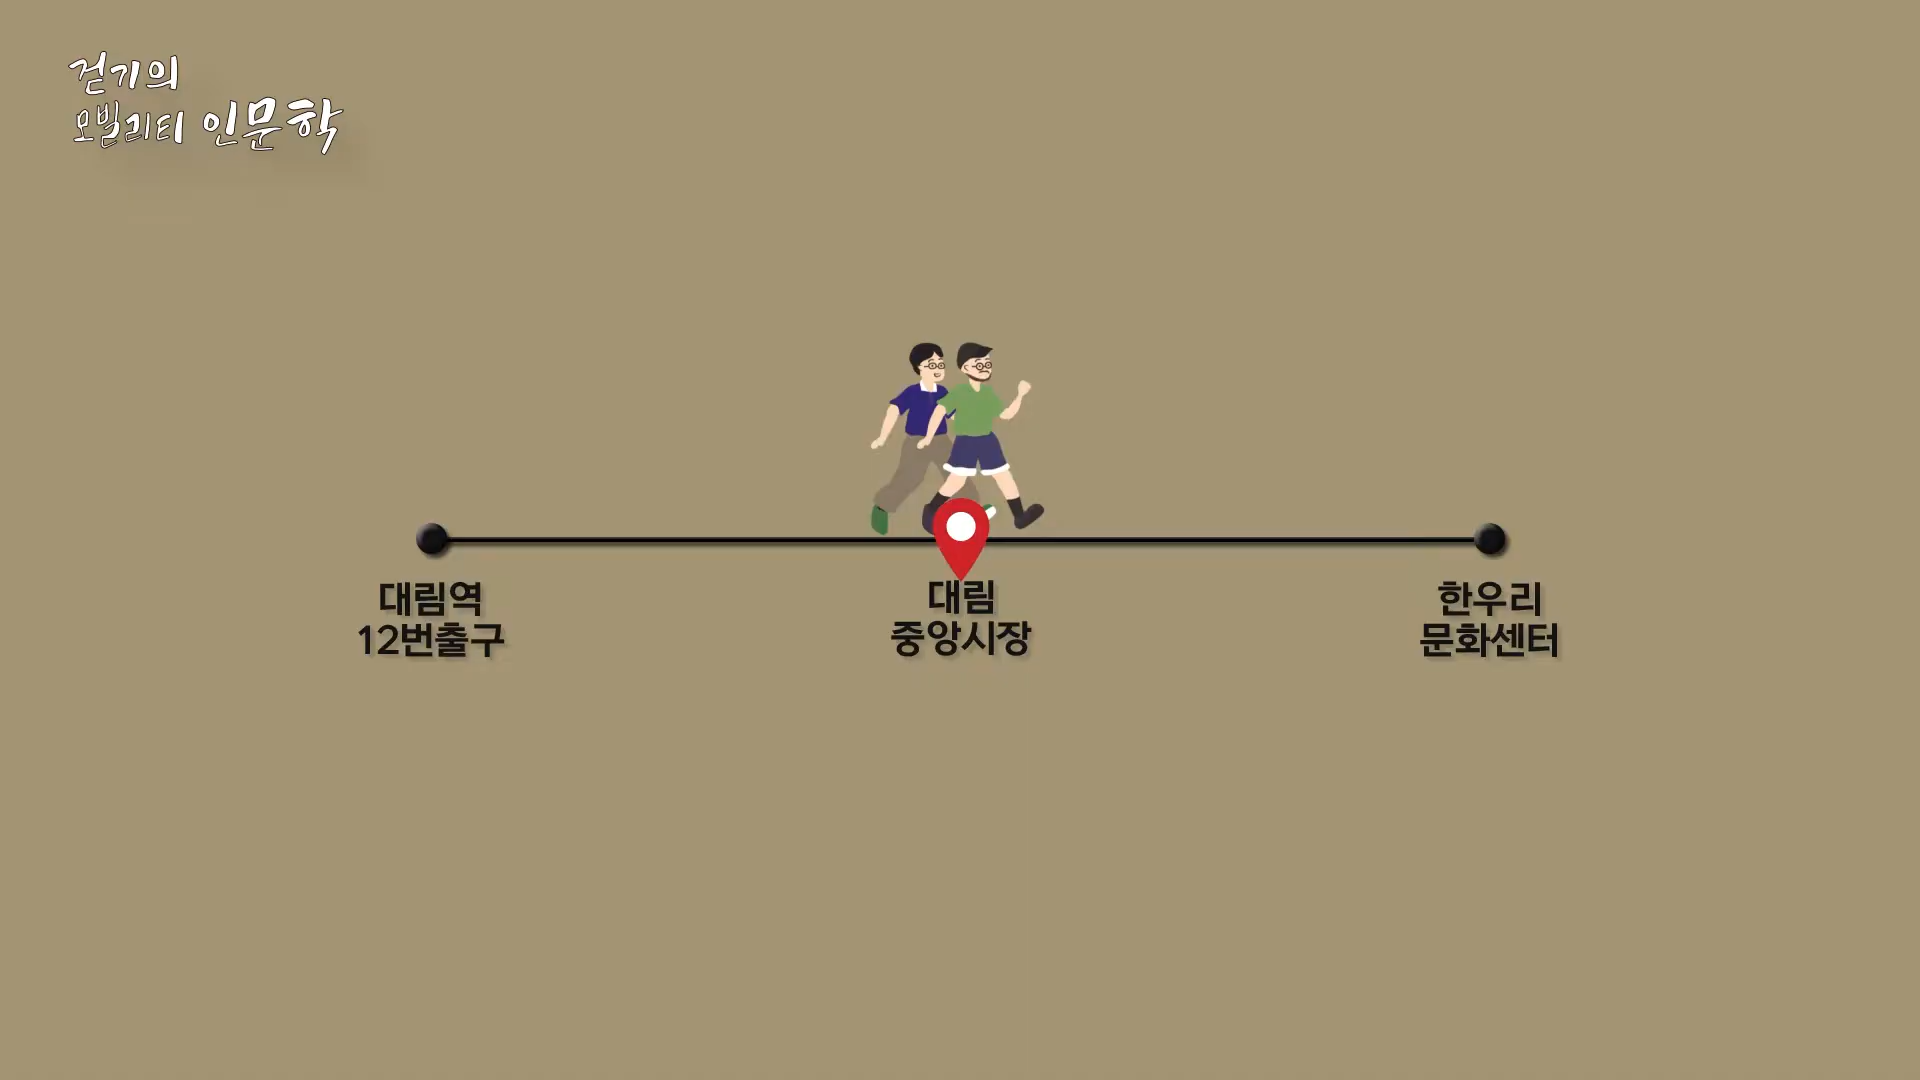 걷기의
모빌리티 인문학
대림역
12번출구
대림
중앙시장
한우리
문화센터